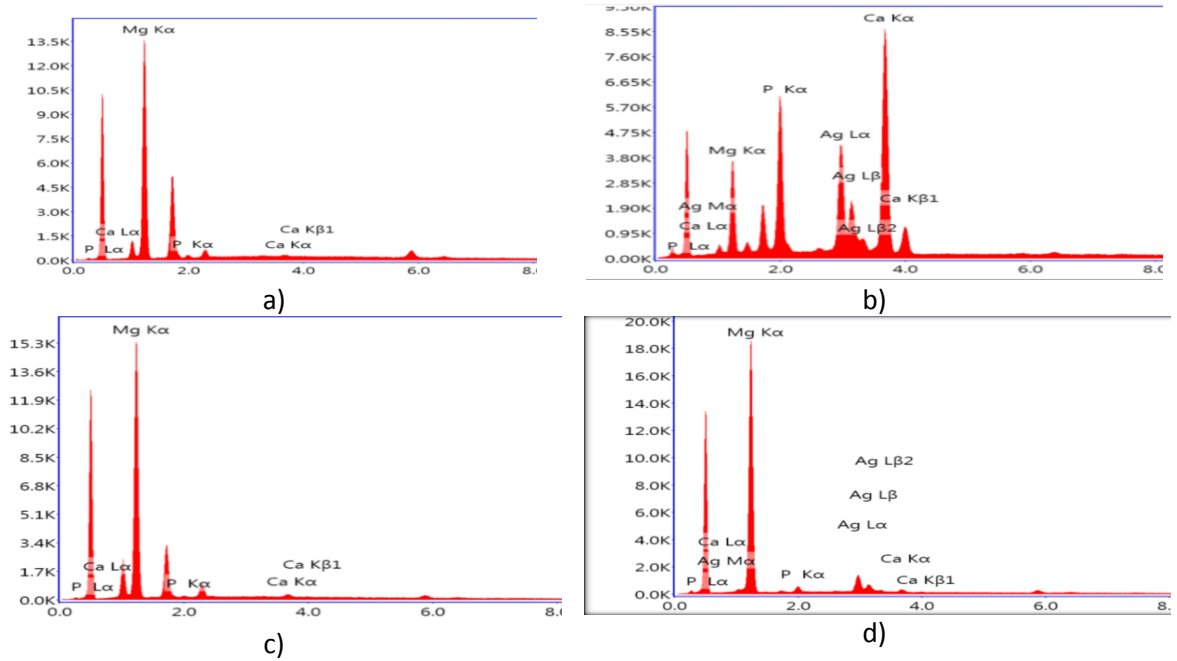 Mg Kα
13.5K
12.0K
10.5K
9.0K
7.5K
6.0K
4.5K
3.0K
1.5K
0.0K
Ca Lα
P Lα
P Kα
Ca Kβ1
Ca Kα
0.0 2.0 4.0 6.0 8.0
a)
9.50K
8.55K
7.60K
6.65K
5.70K
4.75K
3.80K
2.85K
1.90K
0.95K
0.00K
Ca Kα
P Kα
Ag Lα
Mg Kα
Ag Lβ
Ag Mα
Ca Kβ1
Ca Lα
Ag Lβ2
P Lα
0.0 2.0 4.0 6.0 8.0
b)
Mg Kα
15.3K
13.6K
11.9K
10.2K
8.5K
6.8K
5.1K
3.4K
1.7K
0.0K
Ca Lα
P Lα
P Kα
Ca Kβ1
Ca Kα
0.0 2.0 4.0 6.0 8.
c)
20.0K
18.0K
16.0K
14.0K
12.0K
10.0K
8.0K
6.0K
4.0K
2.0K
0.0K
Mg Kα
Ag Lβ2
Ag Lβ
Ag Lα
Ca Lα
Ag Mα
Ca Kα
P Lα
P Kα
Ca Kβ1
0.0 2.0 4.0 6.0 8.
d)